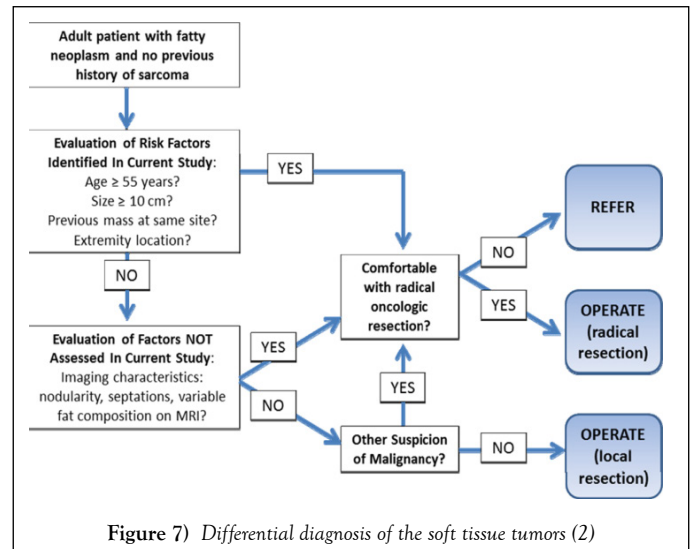 Adult patient with fatty
neoplasm and no previous
history of sarcoma
Evaluation of Risk Factors
Identified In Current Study:
Age ≥ 55 years?
Size ≥ 10 cm?
Previous mass at same site?
Extremity location?
YES
NO
Evaluation of Factors NOT
Assessed In Current Study:
Imaging characteristics:
nodularity, septations, variable
fat composition on MRI?
YES
NO
Comfortable
with radical
oncologic
resection?
YES
Other Suspicion
of Malignancy?
NO
REFER
YES
OPERATE
(radical
resection)
NO
OPERATE
(local
resection)
Figure 7) Differential diagnosis of the soft tissue tumors (2)